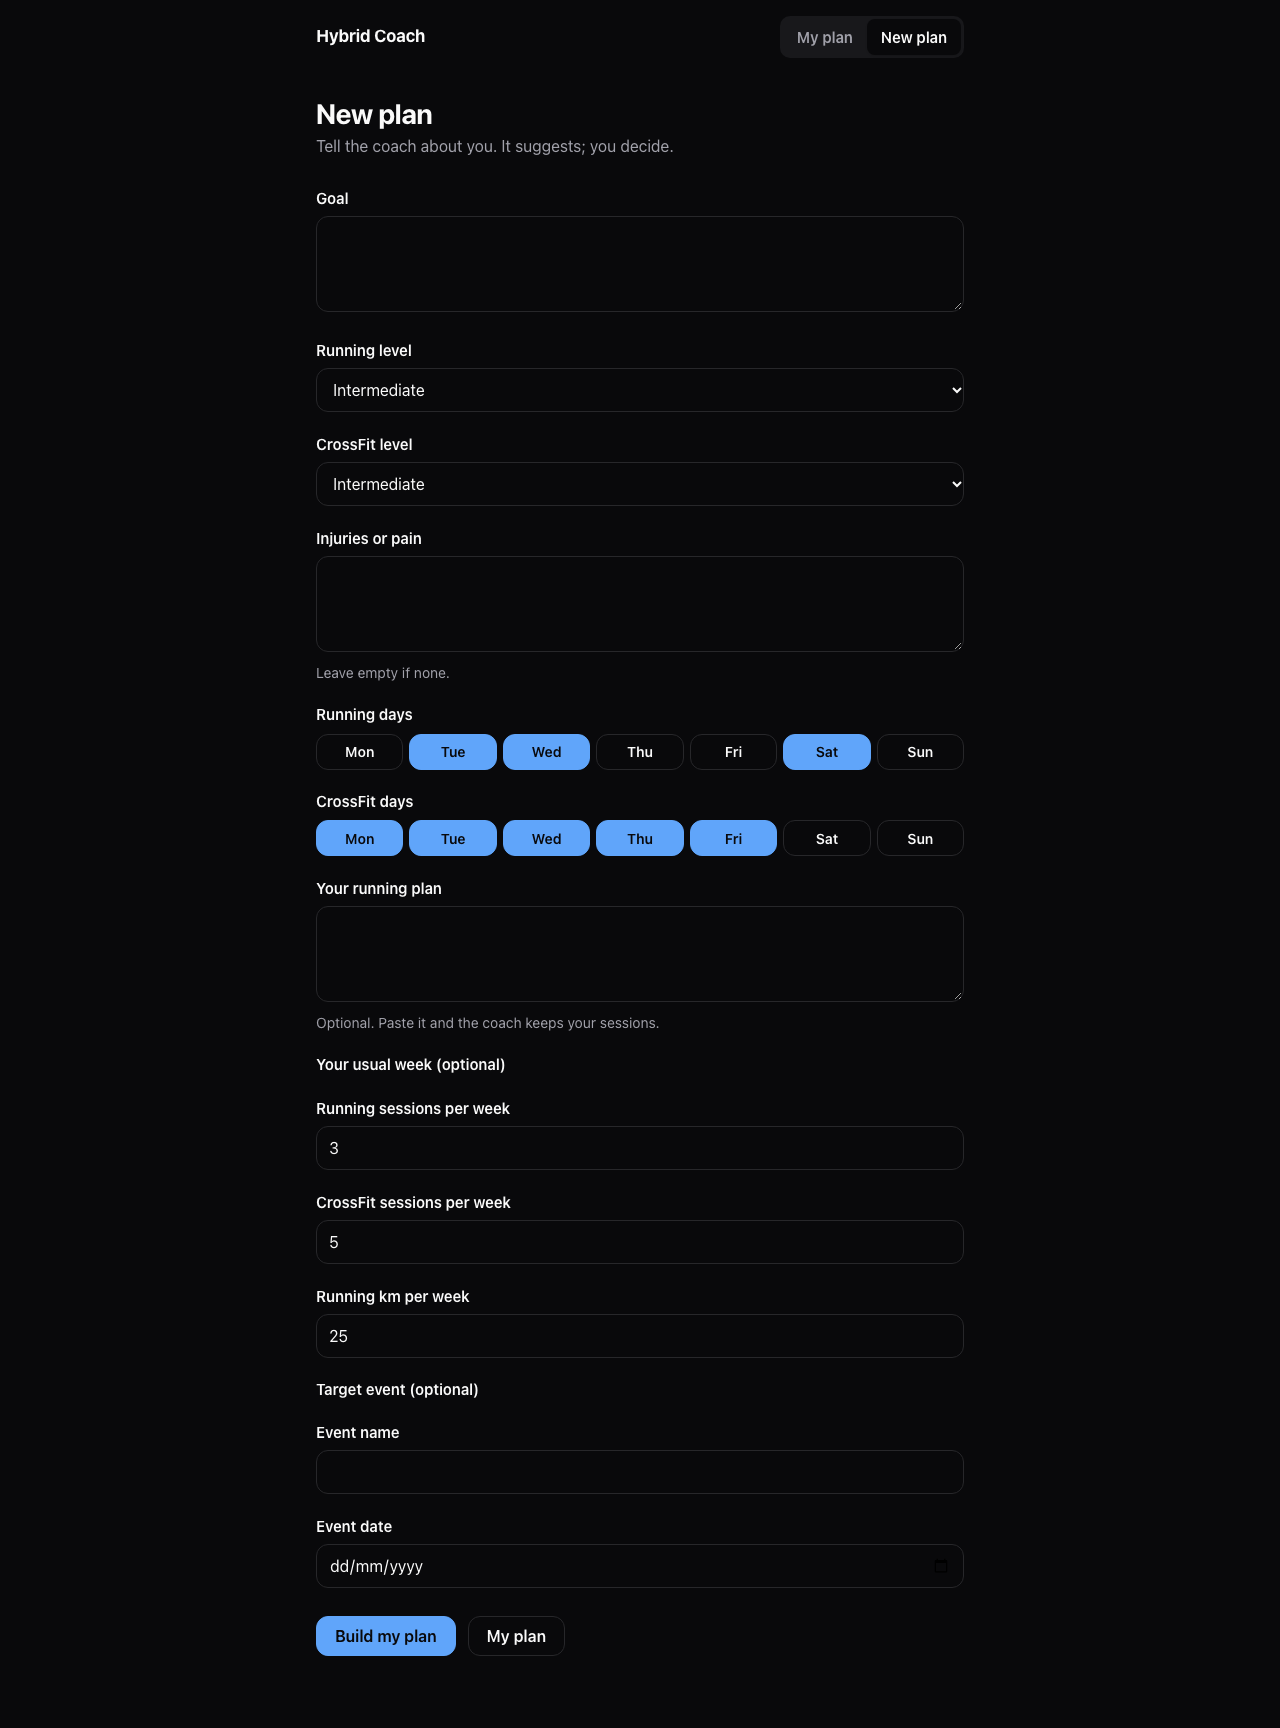 Hybrid Coach
My plan
New plan
New plan
Tell the coach about you. It suggests; you decide.
Goal
Running level
Intermediate
CrossFit level
Intermediate
Injuries or pain
Leave empty if none.
Running days
Mon Tue Wed Thu Fri Sat Sun
CrossFit days
Mon Tue Wed Thu Fri Sat Sun
Your running plan
Optional. Paste it and the coach keeps your sessions.
Your usual week (optional)
Running sessions per week
3
CrossFit sessions per week
5
Running km per week
25
Target event (optional)
Event name
Event date
dd/mm/yyyy
Build my plan
My plan